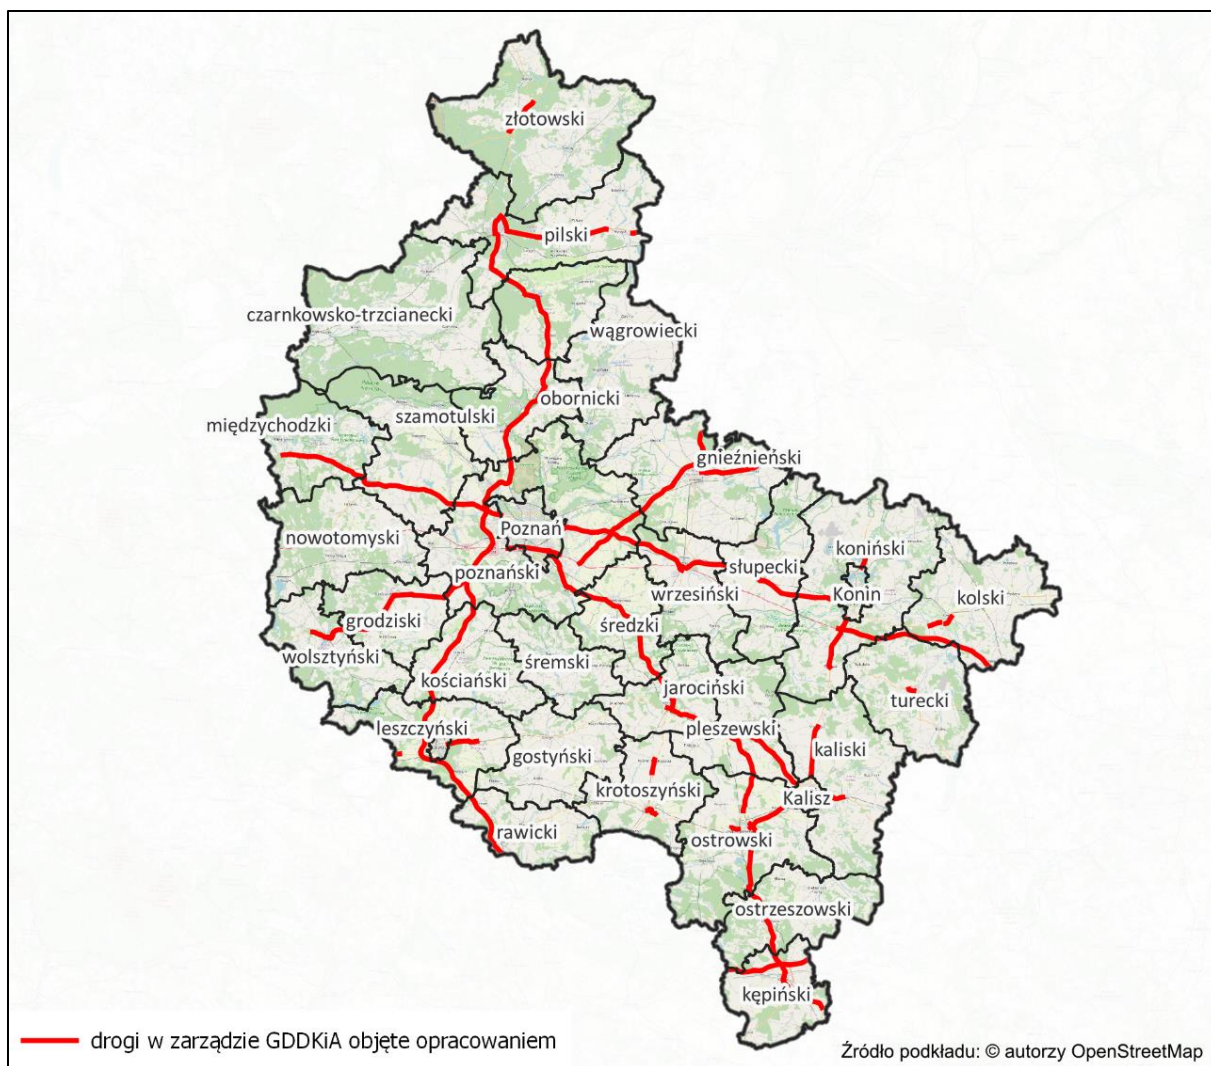 złotowski
pilski
czarnkowsko-trzcianecki
wągrowiecki
obornicki
szamotulski
międzychodzki
gnieźnieński
Poznań
nowotomyski
koniński
słupecki
poznański
wrzesiński
Konin
kolski
grodziski
średzki
wolsztyński
śremski
kościański
jarociński
turecki
leszczyński
pleszewski
kaliski
gostyński
krotoszyński
Kalisz
rawicki
ostrowski
ostrzeszowski
kępiński
drogi w zarządzie GDDKiA objęte opracowaniem
Źródło podkładu: © autorzy OpenStreetMap